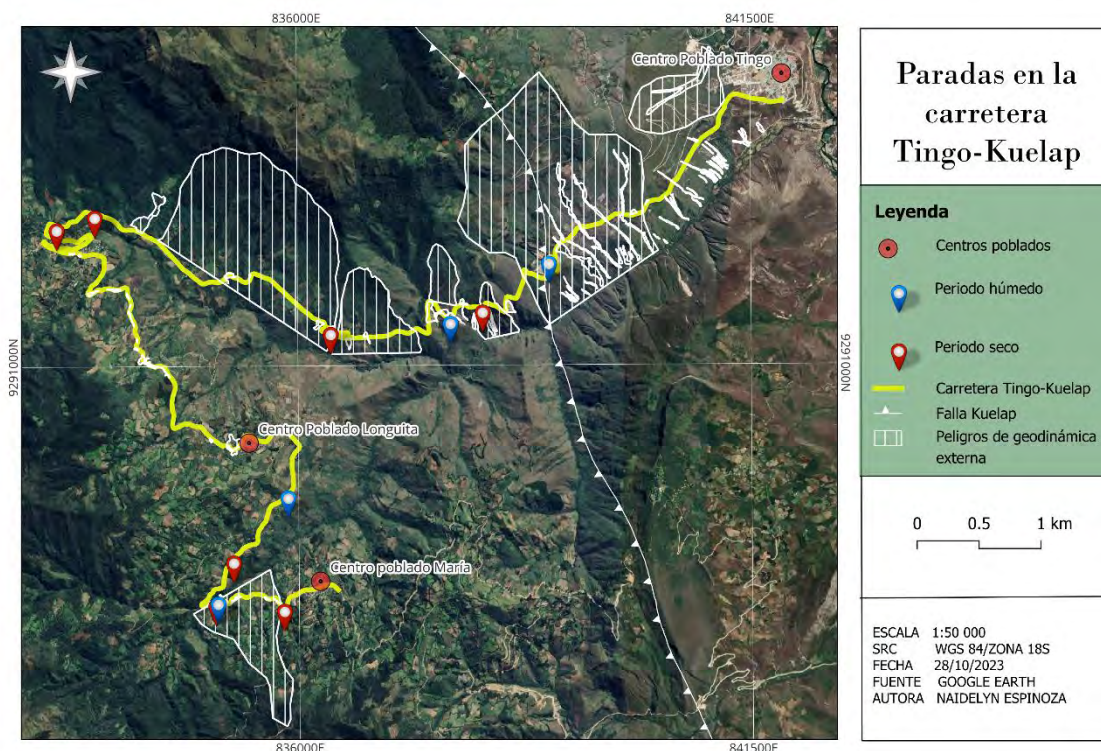 836000E
841500E
Centro Poblado Tingo
9291000N
9291000N
Centro Poblado Longuita
Centro poblado María
836000E
841500E
Paradas en la
carretera
Tingo-Kuelap
Leyenda
Centros poblados
Periodo húmedo
Periodo seco
Carretera Tingo-Kuelap
Falla Kuelap
Peligros de geodinámica
externa
0 0.5 1 km
ESCALA 1:50 000
SRC WGS 84/ZONA 18S
FECHA 28/10/2023
FUENTE GOOGLE EARTH
AUTORA NAIDELYN ESPINOZA